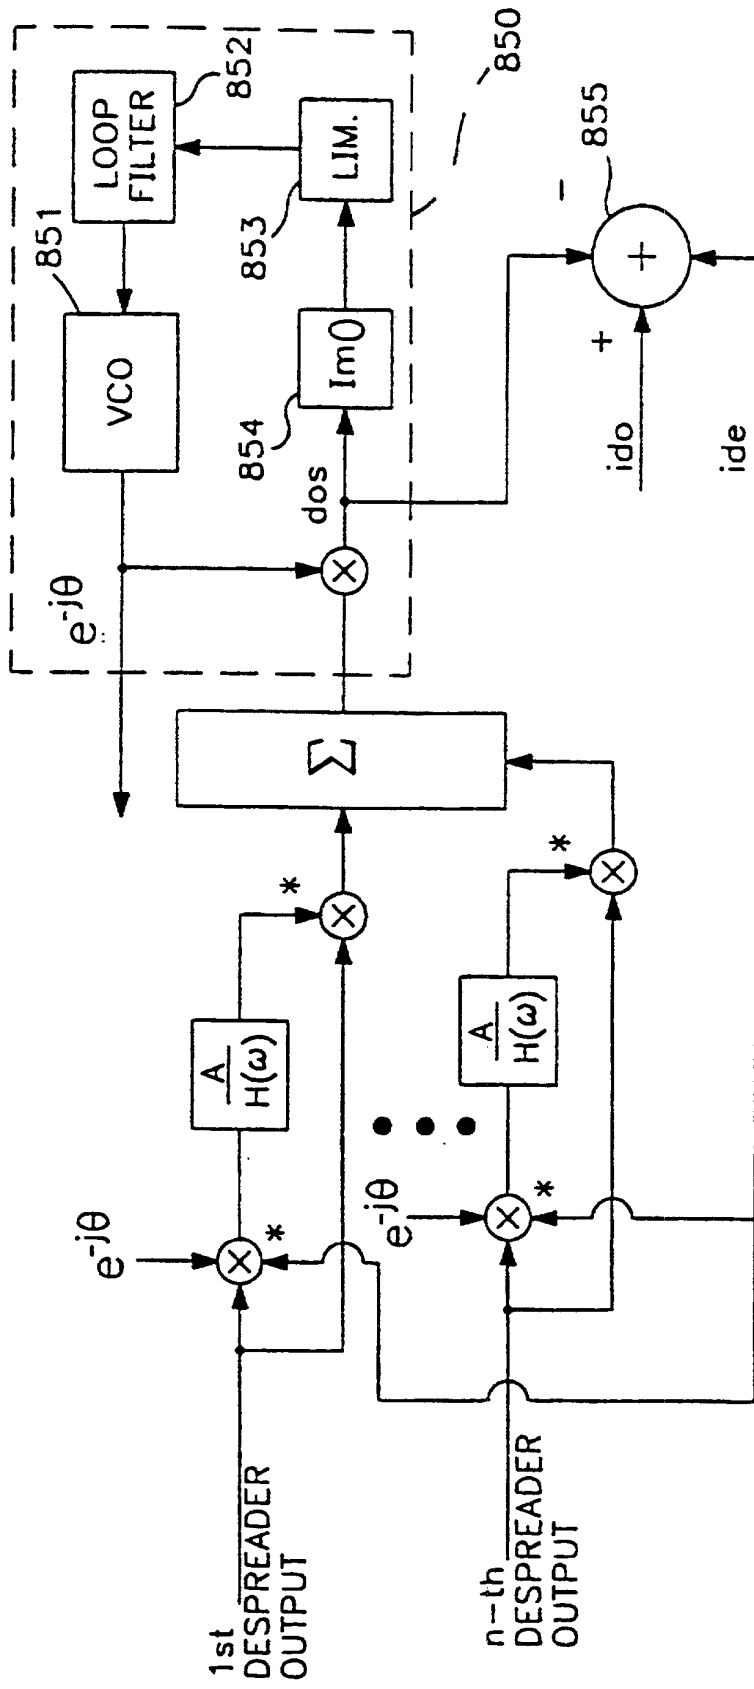 1st
DESPREADER
OUTPUT
e^-jθ
*
A
H(ω)
*
n-th
DESPREADER
OUTPUT
e^-jθ
*
A
H(ω)
*
Σ
e^-jθ
VCO
851
LOOP
FILTER
852
dos
Im()
854
LIM.
853
850
ido
ide
+
-
+
855